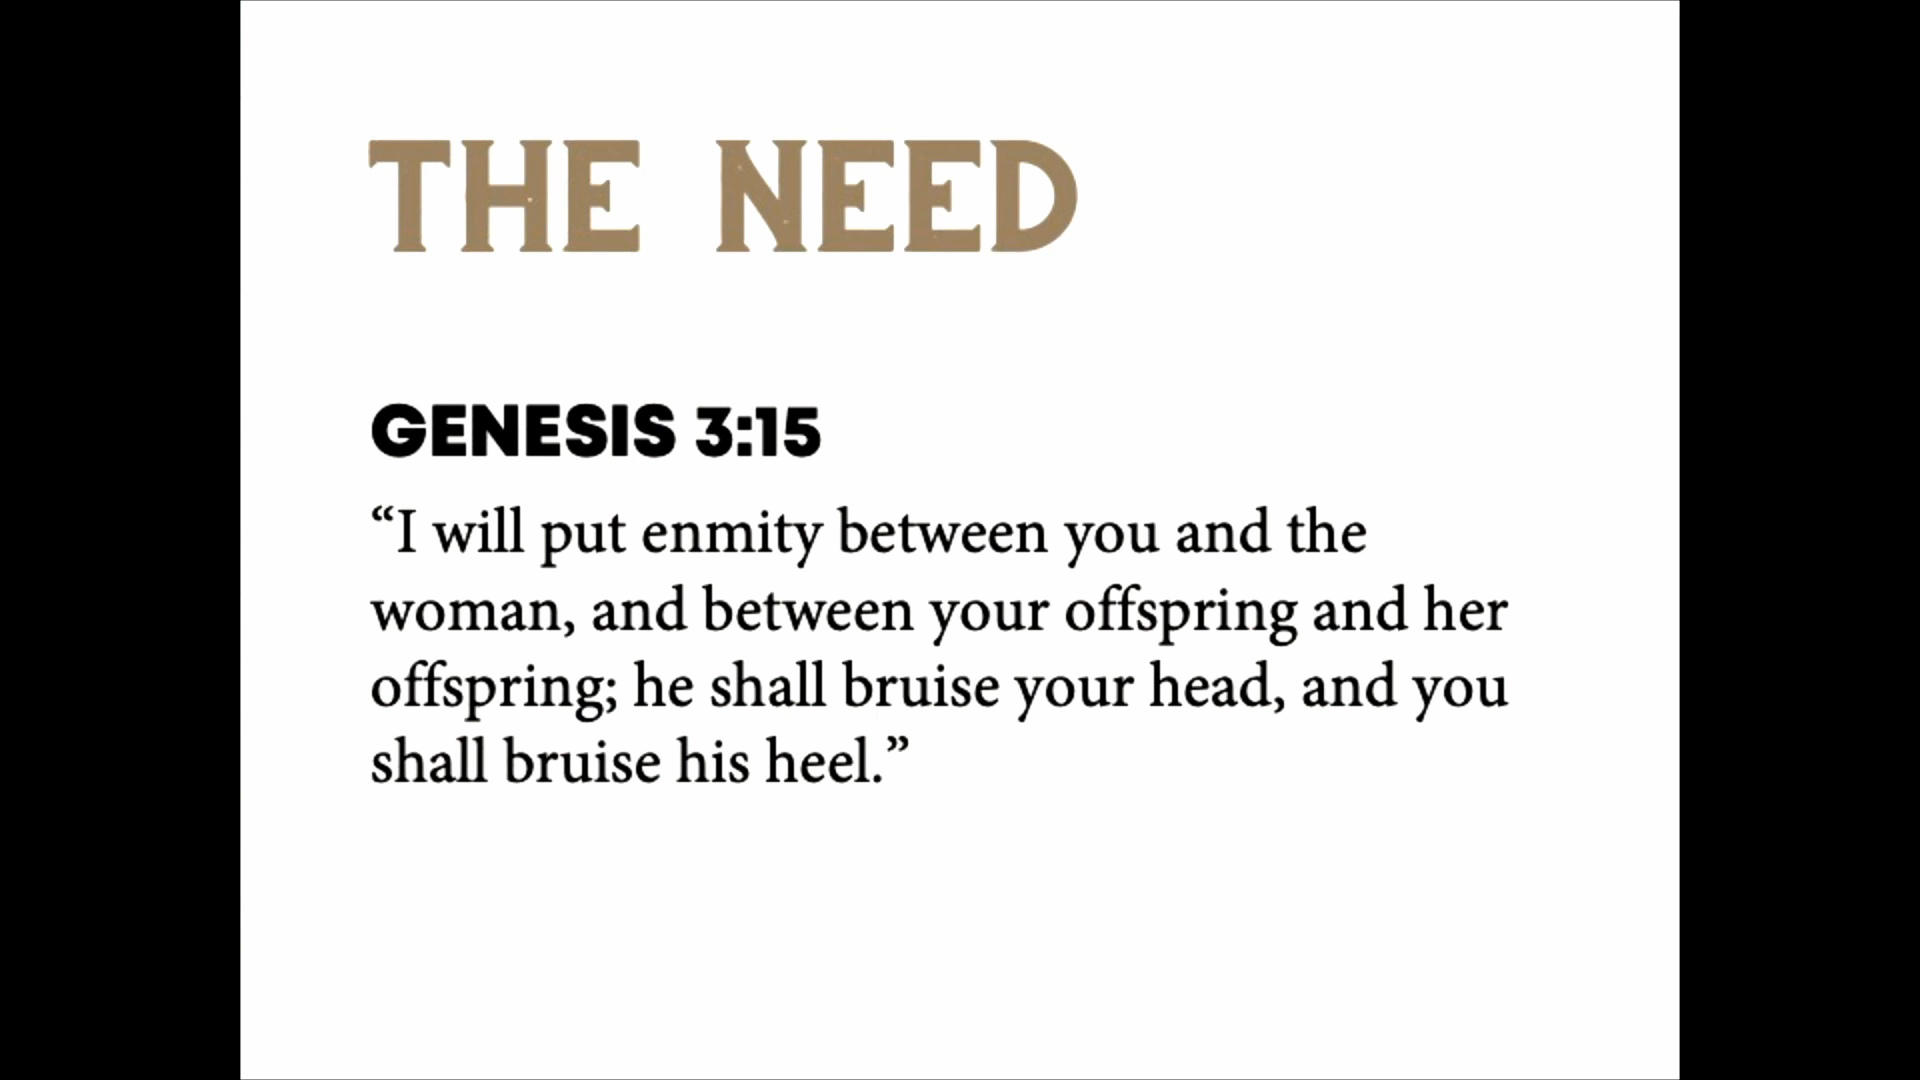 THE NEED
GENESIS 3:15
“I will put enmity between you and the
woman, and between your offspring and her
offspring; he shall bruise your head, and you
shall bruise his heel.”